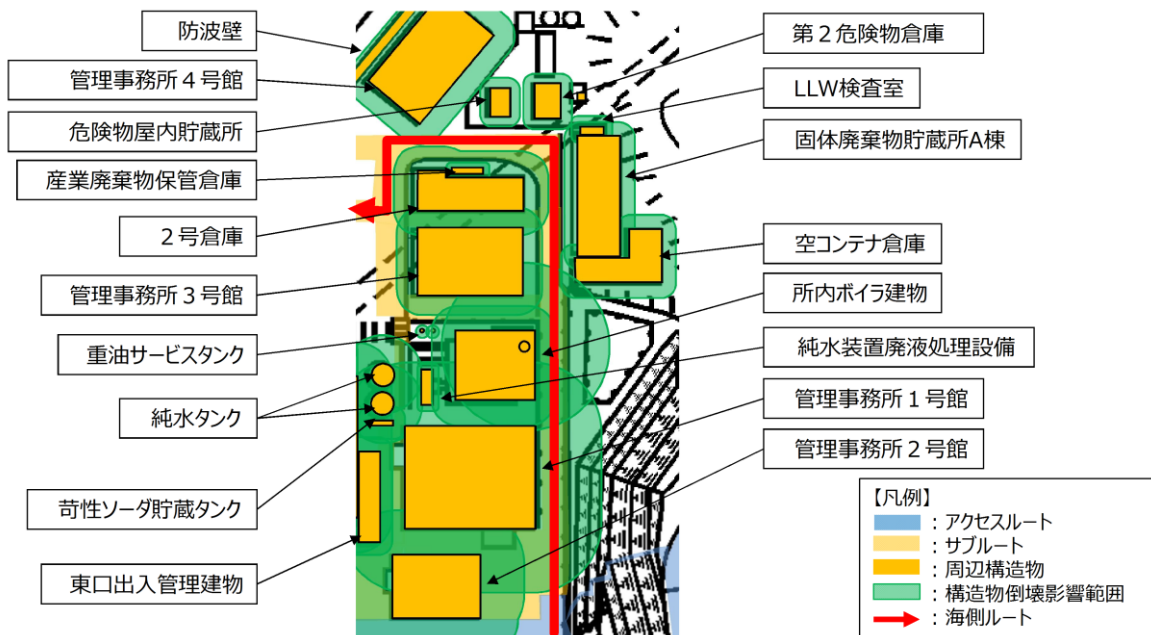 防波壁
管理事務所４号館
危険物屋内貯蔵所
産業廃棄物保管倉庫
２号倉庫
管理事務所３号館
重油サービスタンク
純水タンク
苛性ソーダ貯蔵タンク
東口出入管理建物
第２危険物倉庫
LLW検査室
固体廃棄物貯蔵所A棟
空コンテナ倉庫
所内ボイラ建物
純水装置廃液処理設備
管理事務所１号館
管理事務所２号館
【凡例】
：アクセスルート
：サブルート
：周辺構造物
：構造物倒壊影響範囲
：海側ルート